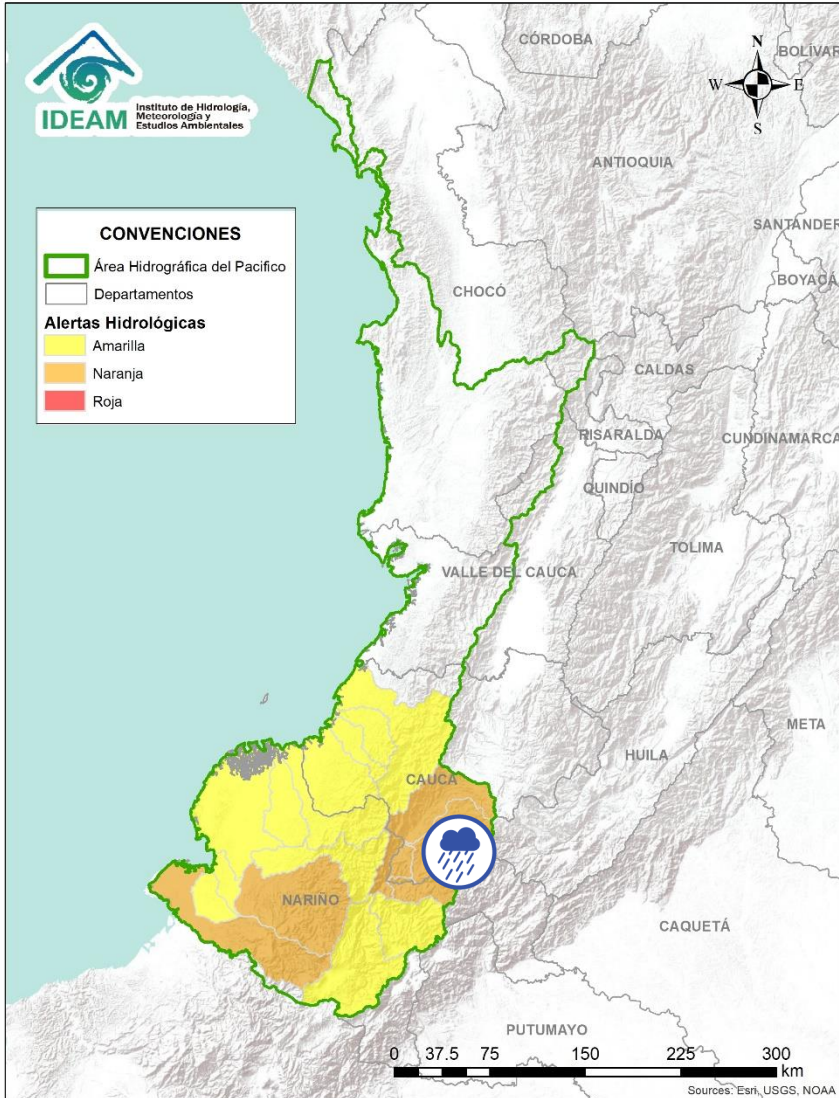 IDEAM
Instituto de Hidrología,
Meteorología y
Estudios Ambientales
CONVENCIONES
Área Hidrográfica del Pacifico
Departamentos
Alertas Hidrológicas
Amarilla
Naranja
Roja
N
W E
S
CÓRDOBA
BOLÍVAR
ANTIOQUIA
SANTANDER
BOYACÁ
CHOCÓ
CALDAS
RISARALDA
CUNDINAMARCA
QUINDÍO
TOLIMA
VALLE DEL CAUCA
META
HUILA
CAUCA
NARIÑO
CAQUETÁ
PUTUMAYO
0 37.5 75 150 225 300
km
Sources: Esri, USGS, NOAA